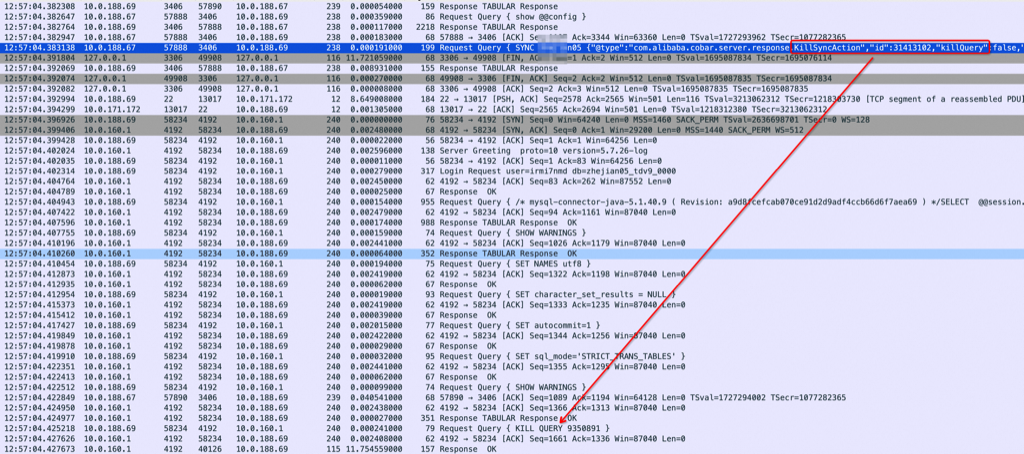 12:57:04.382308 10.0.188.69 3406 57890 10.0.188.67 239 0.000054000 159 Response TABULAR Response
12:57:04.382667 10.0.188.67 57888 3406 10.0.188.69 238 0.000359000 86 Request Query { show @@config }
12:57:04.382764 10.0.188.69 3406 57888 10.0.188.67 238 0.000117000 2218 Response TABULAR Response
12:57:04.382947 10.0.188.67 57888 3406 10.0.188.69 238 0.000183000 68 57888 → 3406 [ACK] Ack=3344 Win=63360 Len=0 TSval=1727293962 TSecr=1077282365
12:57:04.383138 10.0.188.67 57888 3406 10.0.188.69 238 0.000191000 199 Request Query { SYNC n05 {"@type":"com.alibaba.cobar.server.response.KillSyncAction","id":31413102,"killQuery":false,"
12:57:04.391804 127.0.0.1 3306 49908 127.0.0.1 116 11.721059000 68 3306 → 49908 [FIN, ACK] Seq=1 Ack=2 Win=512 Len=0 TSval=1695087834 TSecr=1695076114
12:57:04.392069 10.0.188.69 3406 57888 10.0.188.67 238 0.008931000 155 Response TABULAR Response
12:57:04.392074 127.0.0.1 49908 3306 127.0.0.1 116 0.000270000 68 49908 → 3306 [FIN, ACK] Seq=2 Ack=2 Win=512 Len=0 TSval=1695087835 TSecr=1695087834
12:57:04.392082 127.0.0.1 3306 49908 127.0.0.1 116 0.000008000 68 3306 → 49908 [ACK] Seq=2 Ack=3 Win=512 Len=0 TSval=1695087835 TSecr=1695087835
12:57:04.392994 10.0.188.69 22 13017 10.0.171.172 12 8.649008000 184 22 → 13017 [PSH, ACK] Seq=2578 Ack=2565 Win=501 Len=116 TSval=3213062312 TSecr=1218303730 [TCP segment of a reassembled PDU]
12:57:04.394299 10.0.171.172 13017 22 10.0.188.69 12 0.001305000 68 13017 → 22 [ACK] Seq=2565 Ack=2694 Win=501 Len=0 TSval=1218312380 TSecr=3213062312
12:57:04.396926 10.0.188.69 58234 4192 10.0.160.1 240 0.000000000 76 58234 → 4192 [SYN] Seq=0 Win=64240 Len=0 MSS=1460 SACK_PERM TSval=2636698701 TSecr=0 WS=128
12:57:04.399406 10.0.160.1 4192 58234 10.0.188.69 240 0.002480000 68 4192 → 58234 [SYN, ACK] Seq=0 Ack=1 Win=29200 Len=0 MSS=1440 SACK_PERM WS=512
12:57:04.399428 10.0.188.69 58234 4192 10.0.160.1 240 0.000022000 56 58234 → 4192 [ACK] Seq=1 Ack=1 Win=64256 Len=0
12:57:04.402024 10.0.160.1 4192 58234 10.0.188.69 240 0.002596000 138 Server Greeting proto=10 version=5.7.26-log
12:57:04.402035 10.0.188.69 58234 4192 10.0.160.1 240 0.000011000 56 58234 → 4192 [ACK] Seq=1 Ack=83 Win=64256 Len=0
12:57:04.402314 10.0.188.69 58234 4192 10.0.160.1 240 0.000279000 317 Login Request user=irmi7nmd db=zhejian05_tdv9_0000
12:57:04.404764 10.0.160.1 4192 58234 10.0.188.69 240 0.002450000 62 4192 → 58234 [ACK] Seq=83 Ack=262 Win=87552 Len=0
12:57:04.404789 10.0.160.1 4192 58234 10.0.188.69 240 0.000025000 67 Response OK
12:57:04.404943 10.0.188.69 58234 4192 10.0.160.1 240 0.000154000 955 Request Query { /* mysql-connector-java-5.1.40.9 ( Revision: cefcab070ce91d2d9adf4ccb66d6f7aea69 ) */SELECT @@session.
12:57:04.407422 10.0.160.1 4192 58234 10.0.188.69 240 0.002479000 62 4192 → 58234 [ACK] Seq=94 Ack=1161 Win=87040 Len=0
12:57:04.407596 10.0.160.1 4192 58234 10.0.188.69 240 0.000174000 988 Response TABULAR Response OK
12:57:04.407755 10.0.188.69 58234 4192 10.0.160.1 240 0.000159000 74 Request Query { SHOW WARNINGS }
12:57:04.410196 10.0.160.1 4192 58234 10.0.188.69 240 0.002441000 62 4192 → 58234 [ACK] Seq=1026 Ack=1179 Win=87040 Len=0
12:57:04.410260 10.0.160.1 4192 58234 10.0.188.69 240 0.000064000 352 Response TABULAR Response OK
12:57:04.410454 10.0.188.69 58234 4192 10.0.160.1 240 0.000194000 75 Request Query { SET NAMES utf8 }
12:57:04.412873 10.0.160.1 4192 58234 10.0.188.69 240 0.002419000 62 4192 → 58234 [ACK] Seq=1322 Ack=1198 Win=87040 Len=0
12:57:04.412935 10.0.160.1 4192 58234 10.0.188.69 240 0.000062000 67 Response OK
12:57:04.412954 10.0.188.69 58234 4192 10.0.160.1 240 0.000019000 93 Request Query { SET character_set_results = NULL }
12:57:04.415373 10.0.160.1 4192 58234 10.0.188.69 240 0.002419000 62 4192 → 58234 [ACK] Seq=1333 Ack=1235 Win=87040 Len=0
12:57:04.415412 10.0.160.1 4192 58234 10.0.188.69 240 0.000039000 67 Response OK
12:57:04.417427 10.0.188.69 58234 4192 10.0.160.1 240 0.002015000 77 Request Query { SET autocommit=1 }
12:57:04.419849 10.0.160.1 4192 58234 10.0.188.69 240 0.002422000 62 4192 → 58234 [ACK] Seq=1344 Ack=1256 Win=87040 Len=0
12:57:04.419878 10.0.160.1 4192 58234 10.0.188.69 240 0.000029000 67 Response OK
12:57:04.419910 10.0.188.69 58234 4192 10.0.160.1 240 0.000032000 95 Request Query { SET sql_mode='STRICT_TRANS_TABLES' }
12:57:04.422351 10.0.160.1 4192 58234 10.0.188.69 240 0.002441000 62 4192 → 58234 [ACK] Seq=1355 Ack=1295 Win=87040 Len=0
12:57:04.422413 10.0.160.1 4192 58234 10.0.188.69 240 0.000062000 67 Response OK
12:57:04.422512 10.0.188.69 58234 4192 10.0.160.1 240 0.000099000 74 Request Query { SHOW WARNINGS }
12:57:04.422849 10.0.188.67 57890 3406 10.0.188.69 239 0.040541000 68 57890 → 3406 [ACK] Seq=1089 Ack=1194 Win=64128 Len=0 TSval=1727294002 TSecr=1077282365
12:57:04.424950 10.0.160.1 4192 58234 10.0.188.69 240 0.002438000 62 4192 → 58234 [ACK] Seq=1366 Ack=1313 Win=87040 Len=0
12:57:04.424977 10.0.160.1 4192 58234 10.0.188.69 240 0.000027000 351 Response TABULAR Response OK
12:57:04.425218 10.0.188.69 58234 4192 10.0.160.1 240 0.000241000 79 Request Query { KILL QUERY 9350891 }
12:57:04.427626 10.0.160.1 4192 58234 10.0.188.69 240 0.002408000 62 4192 → 58234 [ACK] Seq=1661 Ack=1336 Win=87040 Len=0
12:57:04.427673 10.0.160.1 4192 40126 10.0.188.69 115 11.754559000 157 Response OK